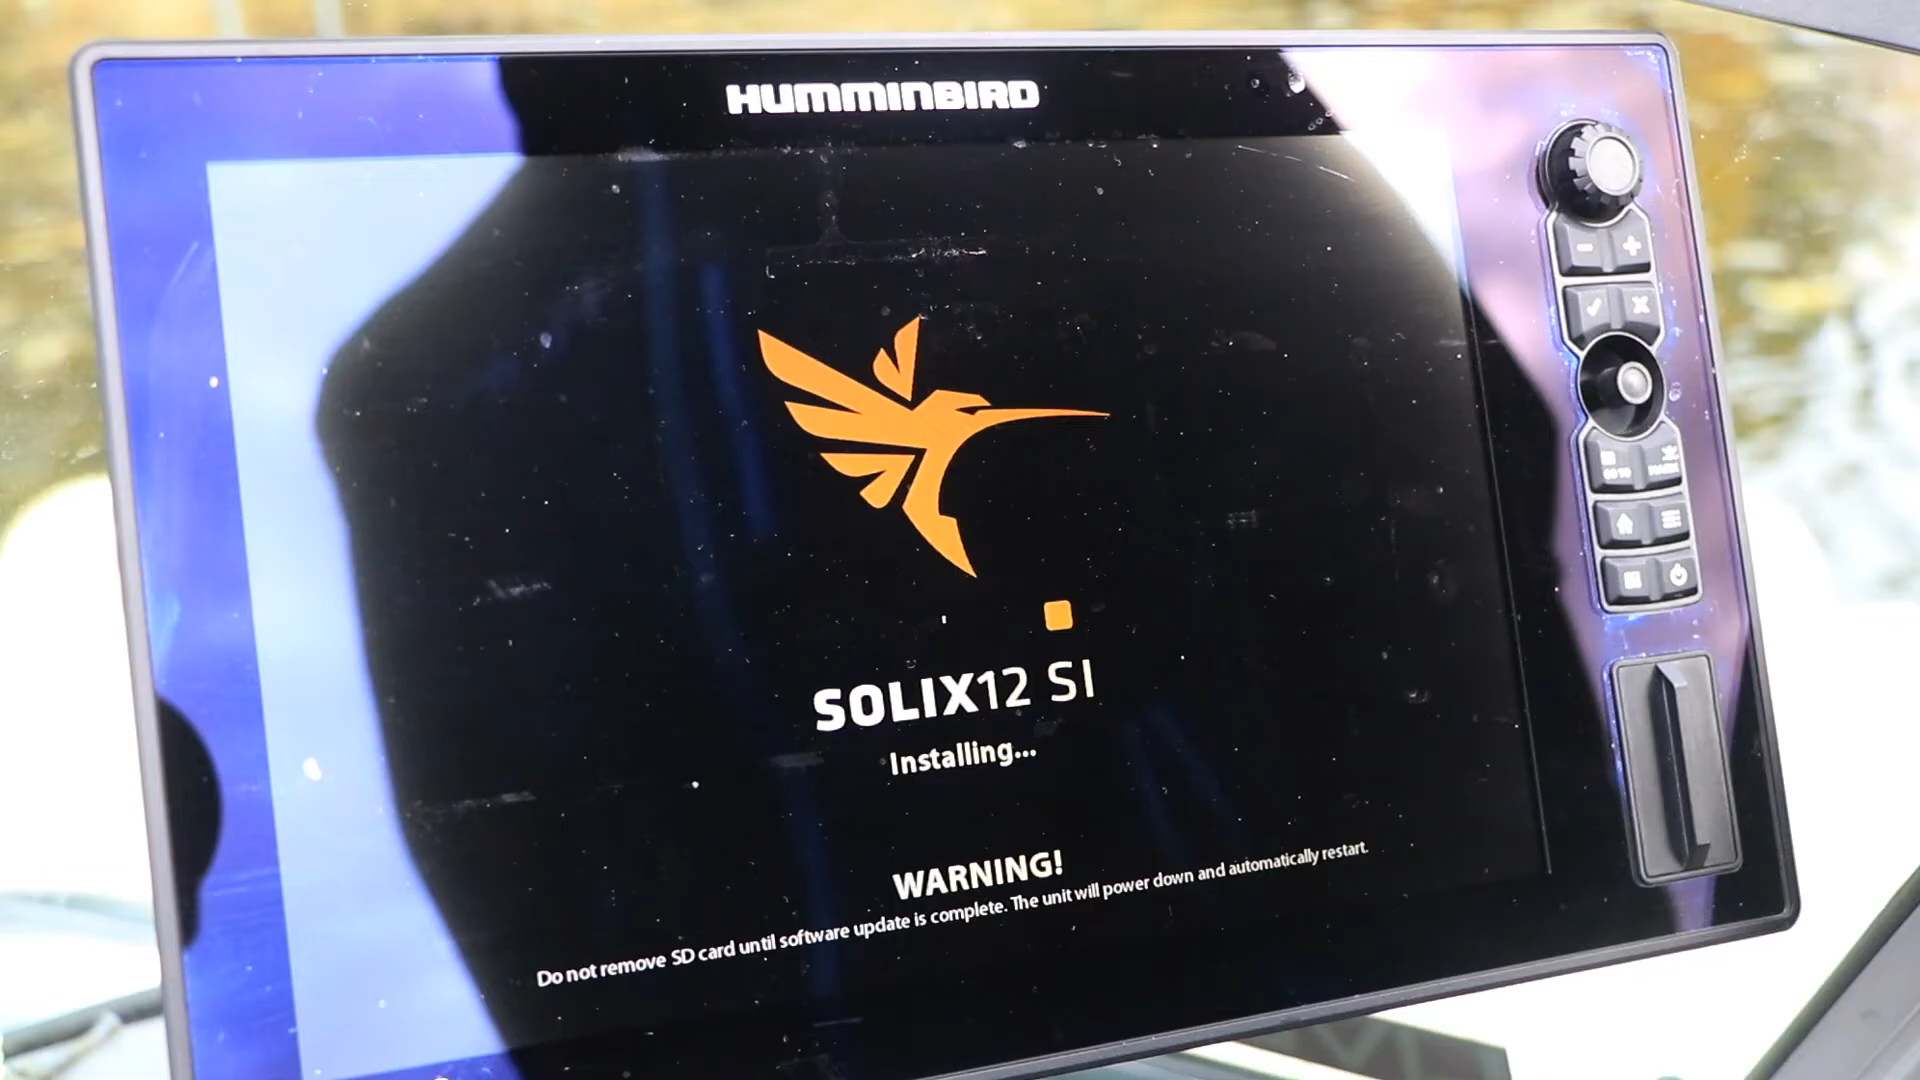 HUMMINBIRD
SOLIX12 SI
Installing...
WARNING!
Do not remove SD card until software update is complete. The unit will power down and automatically restart.
MARK